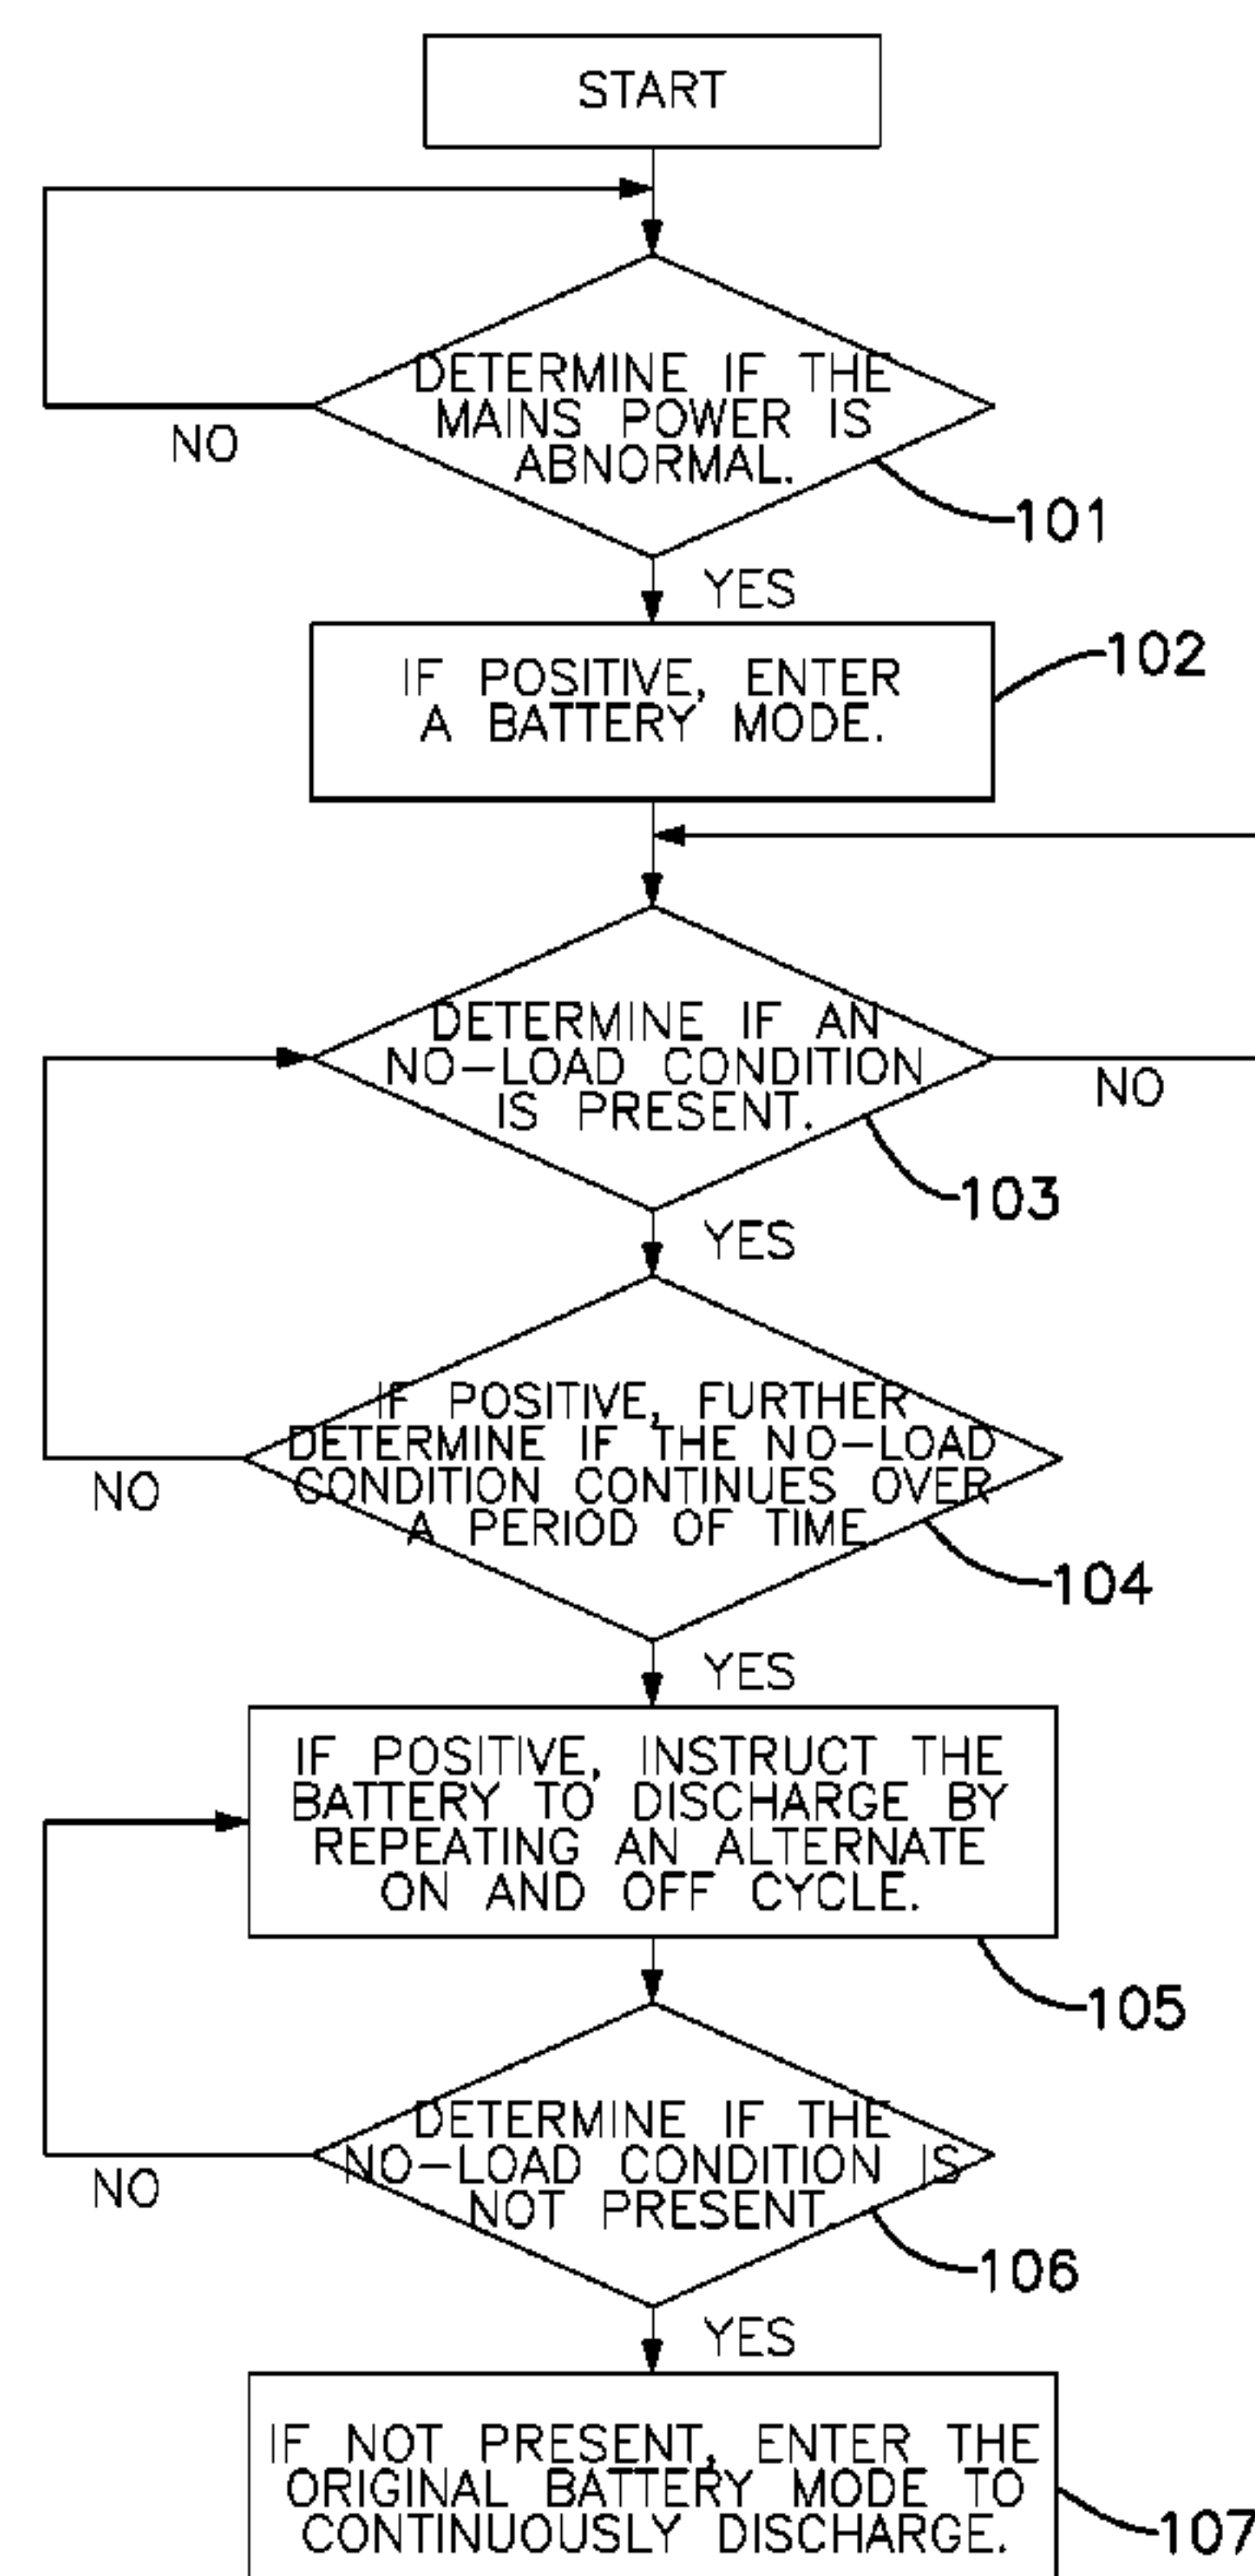 START
DETERMINE IF THE
MAINS POWER IS
ABNORMAL.
NO
101
YES
IF POSITIVE, ENTER
A BATTERY MODE.
102
DETERMINE IF AN
NO-LOAD CONDITION
IS PRESENT.
NO
103
YES
IF POSITIVE, FURTHER
DETERMINE IF THE NO-LOAD
CONDITION CONTINUES OVER
A PERIOD OF TIME
NO
104
YES
IF POSITIVE, INSTRUCT THE
BATTERY TO DISCHARGE BY
REPEATING AN ALTERNATE
ON AND OFF CYCLE.
105
DETERMINE IF THE
NO-LOAD CONDITION IS
NOT PRESENT
NO
106
YES
IF NOT PRESENT, ENTER THE
ORIGINAL BATTERY MODE TO
CONTINUOUSLY DISCHARGE.
107